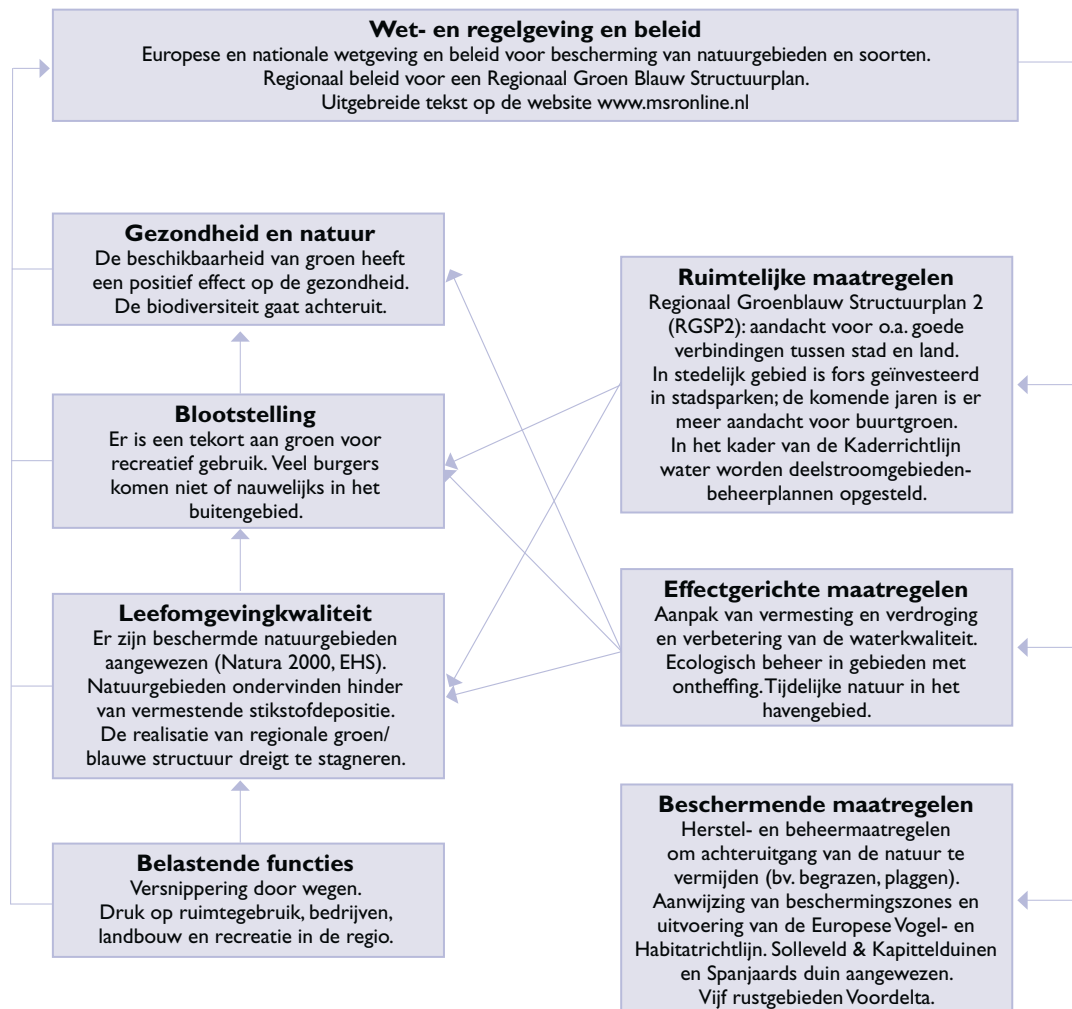 Wet- en regelgeving en beleid
Europese en nationale wetgeving en beleid voor bescherming van natuurgebieden en soorten.
Regionaal beleid voor een Regionaal Groen Blauw Structuurplan.
Uitgebreide tekst op de website www.msronline.nl
Gezondheid en natuur
De beschikbaarheid van groen heeft
een positief effect op de gezondheid.
De biodiversiteit gaat achteruit.
Blootstelling
Er is een tekort aan groen voor
recreatief gebruik. Veel burgers
komen niet of nauwelijks in het
buitengebied.
Leefomgevingkwaliteit
Er zijn beschermde natuurgebieden
aangewezen (Natura 2000, EHS).
Natuurgebieden ondervinden hinder
van vermestende stikstofdepositie.
De realisatie van regionale groen/
blauwe structuur dreigt te stagneren.
Belastende functies
Versnippering door wegen.
Druk op ruimtegebruik, bedrijven,
landbouw en recreatie in de regio.
Ruimtelijke maatregelen
Regionaal Groenblauw Structuurplan 2
(RGSP2): aandacht voor o.a. goede
verbindingen tussen stad en land.
In stedelijk gebied is fors geïnvesteerd
in stadsparken; de komende jaren is er
meer aandacht voor buurtgroen.
In het kader van de Kaderrichtlijn
water worden deelstroomgebieden-
beheerplannen opgesteld.
Effectgerichte maatregelen
Aanpak van vermesting en verdroging
en verbetering van de waterkwaliteit.
Ecologisch beheer in gebieden met
ontheffing. Tijdelijke natuur in het
havengebied.
Beschermende maatregelen
Herstel- en beheermaatregelen
om achteruitgang van de natuur te
vermijden (bv. begrazen, plaggen).
Aanwijzing van beschermingszones en
uitvoering van de Europese Vogel- en
Habitatrichtlijn. Solleveld & Kapittelduinen
en Spanjaards duin aangewezen.
Vijf rustgebieden Voordelta.